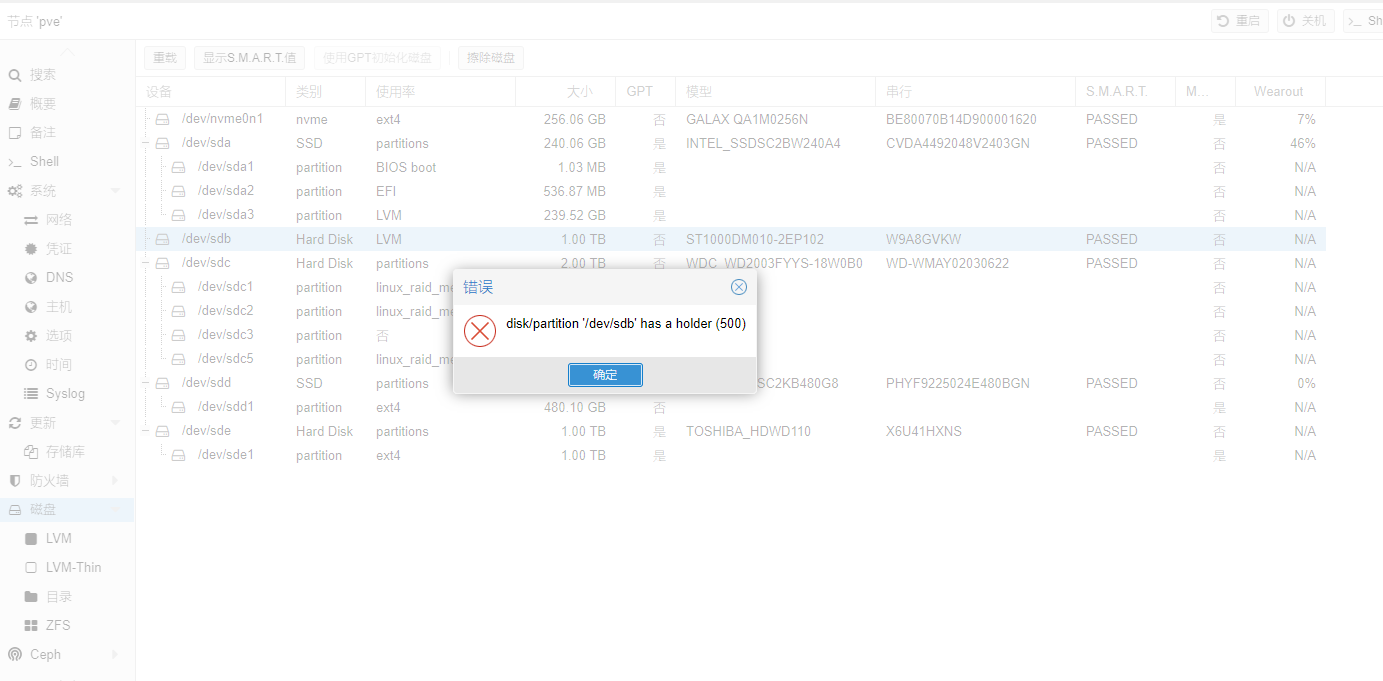 节点 'pve'
重启 关机 >_ Sh
搜索
概要
备注
>_ Shell
系统
网络
凭证
DNS
主机
选项
时间
Syslog
更新
存储库
防火墙
磁盘
LVM
LVM-Thin
目录
ZFS
Ceph
重载 显示S.M.A.R.T.值 使用GPT初始化磁盘 擦除磁盘
设备 类别 使用率 大小 GPT 模型 串行 S.M.A.R.T. M... Wearout
/dev/nvme0n1 nvme ext4 256.06 GB 否 GALAX QA1M0256N BE80070B14D900001620 PASSED 是 7%
/dev/sda SSD partitions 240.06 GB 是 INTEL_SSDSC2BW240A4 CVDA4492048V2403GN PASSED 否 46%
/dev/sda1 partition BIOS boot 1.03 MB 是 否 N/A
/dev/sda2 partition EFI 536.87 MB 是 否 N/A
/dev/sda3 partition LVM 239.52 GB 是 否 N/A
/dev/sdb Hard Disk LVM 1.00 TB 否 ST1000DM010-2EP102 W9A8GVKW PASSED 否 N/A
/dev/sdc Hard Disk partitions 2.00 TB 否 WDC_WD2003FYYS-18W0B0 WD-WMAY02030622 PASSED 否 N/A
/dev/sdc1 partition linux_raid_me 否 N/A
/dev/sdc2 partition linux_raid_me 否 N/A
/dev/sdc3 partition 否 否 N/A
/dev/sdc5 partition linux_raid_me 否 N/A
/dev/sdd SSD partitions SC2KB480G8 PHYF9225024E480BGN PASSED 否 0%
/dev/sdd1 partition ext4 480.10 GB 否 是 N/A
/dev/sde Hard Disk partitions 1.00 TB 是 TOSHIBA_HDWD110 X6U41HXNS PASSED 否 N/A
/dev/sde1 partition ext4 1.00 TB 是 是 N/A
错误
disk/partition '/dev/sdb' has a holder (500)
确定